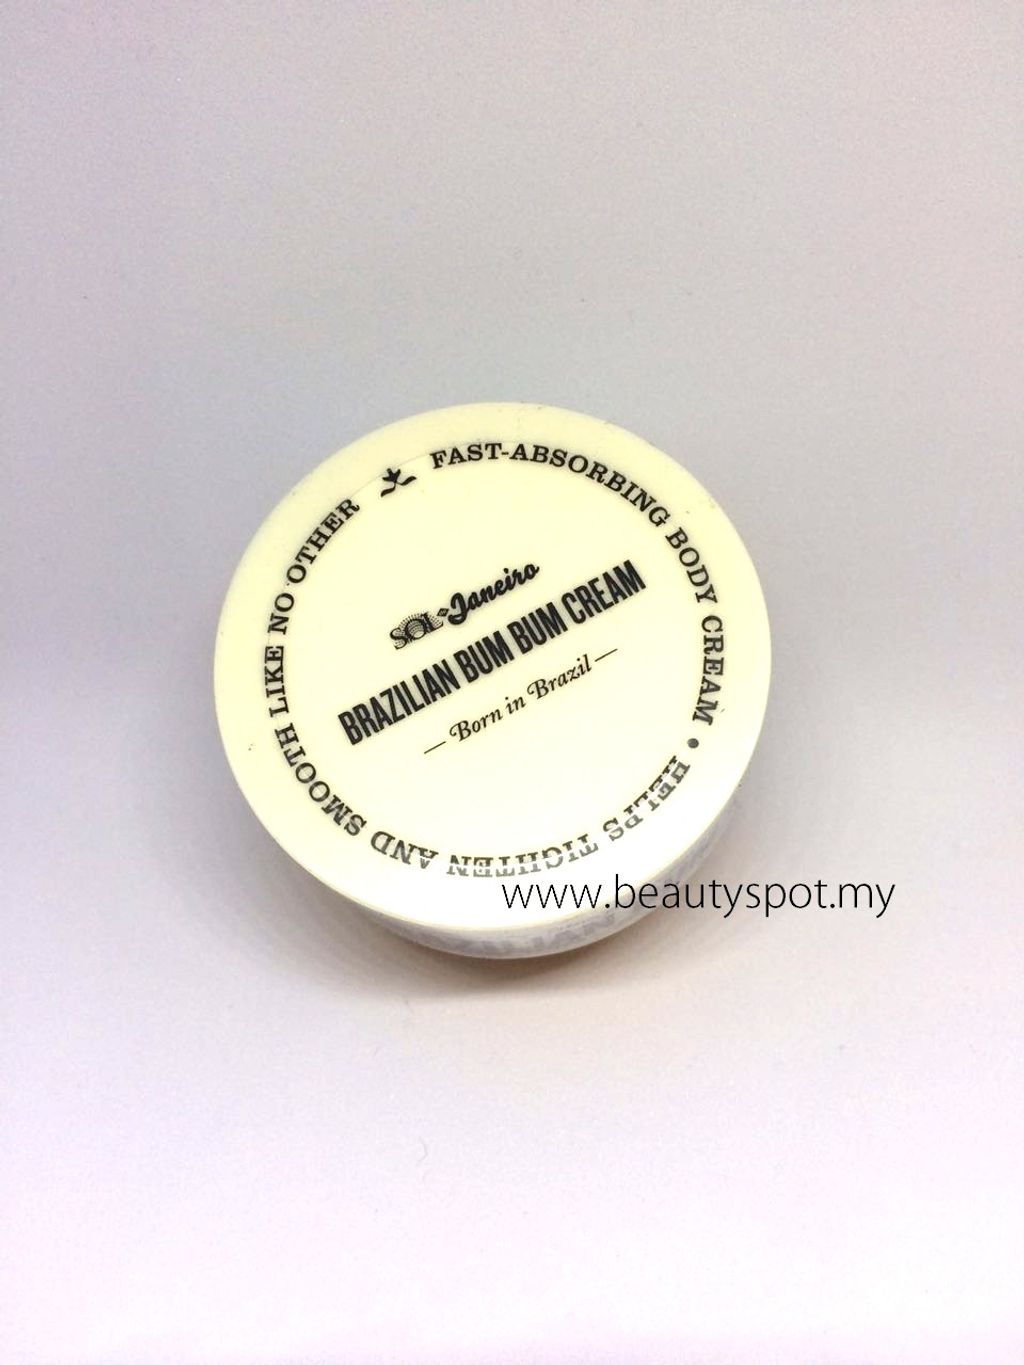 FAST-ABSORBING BODY CREAM • HELPS TIGHTEN AND SMOOTH LIKE NO OTHER
SOL de Janeiro
BRAZILIAN BUM BUM CREAM
— Born in Brazil —
www.beautyspot.my